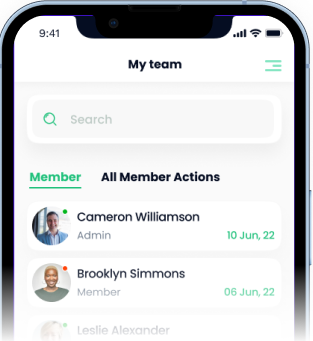 9:41
My team
Search
Member All Member Actions
Cameron Williamson
Admin 10 Jun, 22
Brooklyn Simmons
Member 06 Jun, 22
Leslie Alexander